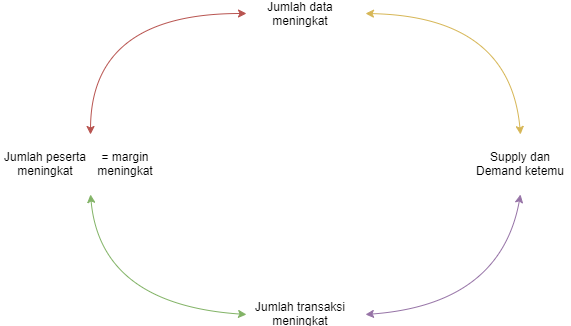 Jumlah data
meningkat
Jumlah peserta
meningkat
= margin
meningkat
Supply dan
Demand ketemu
Jumlah transaksi
meningkat